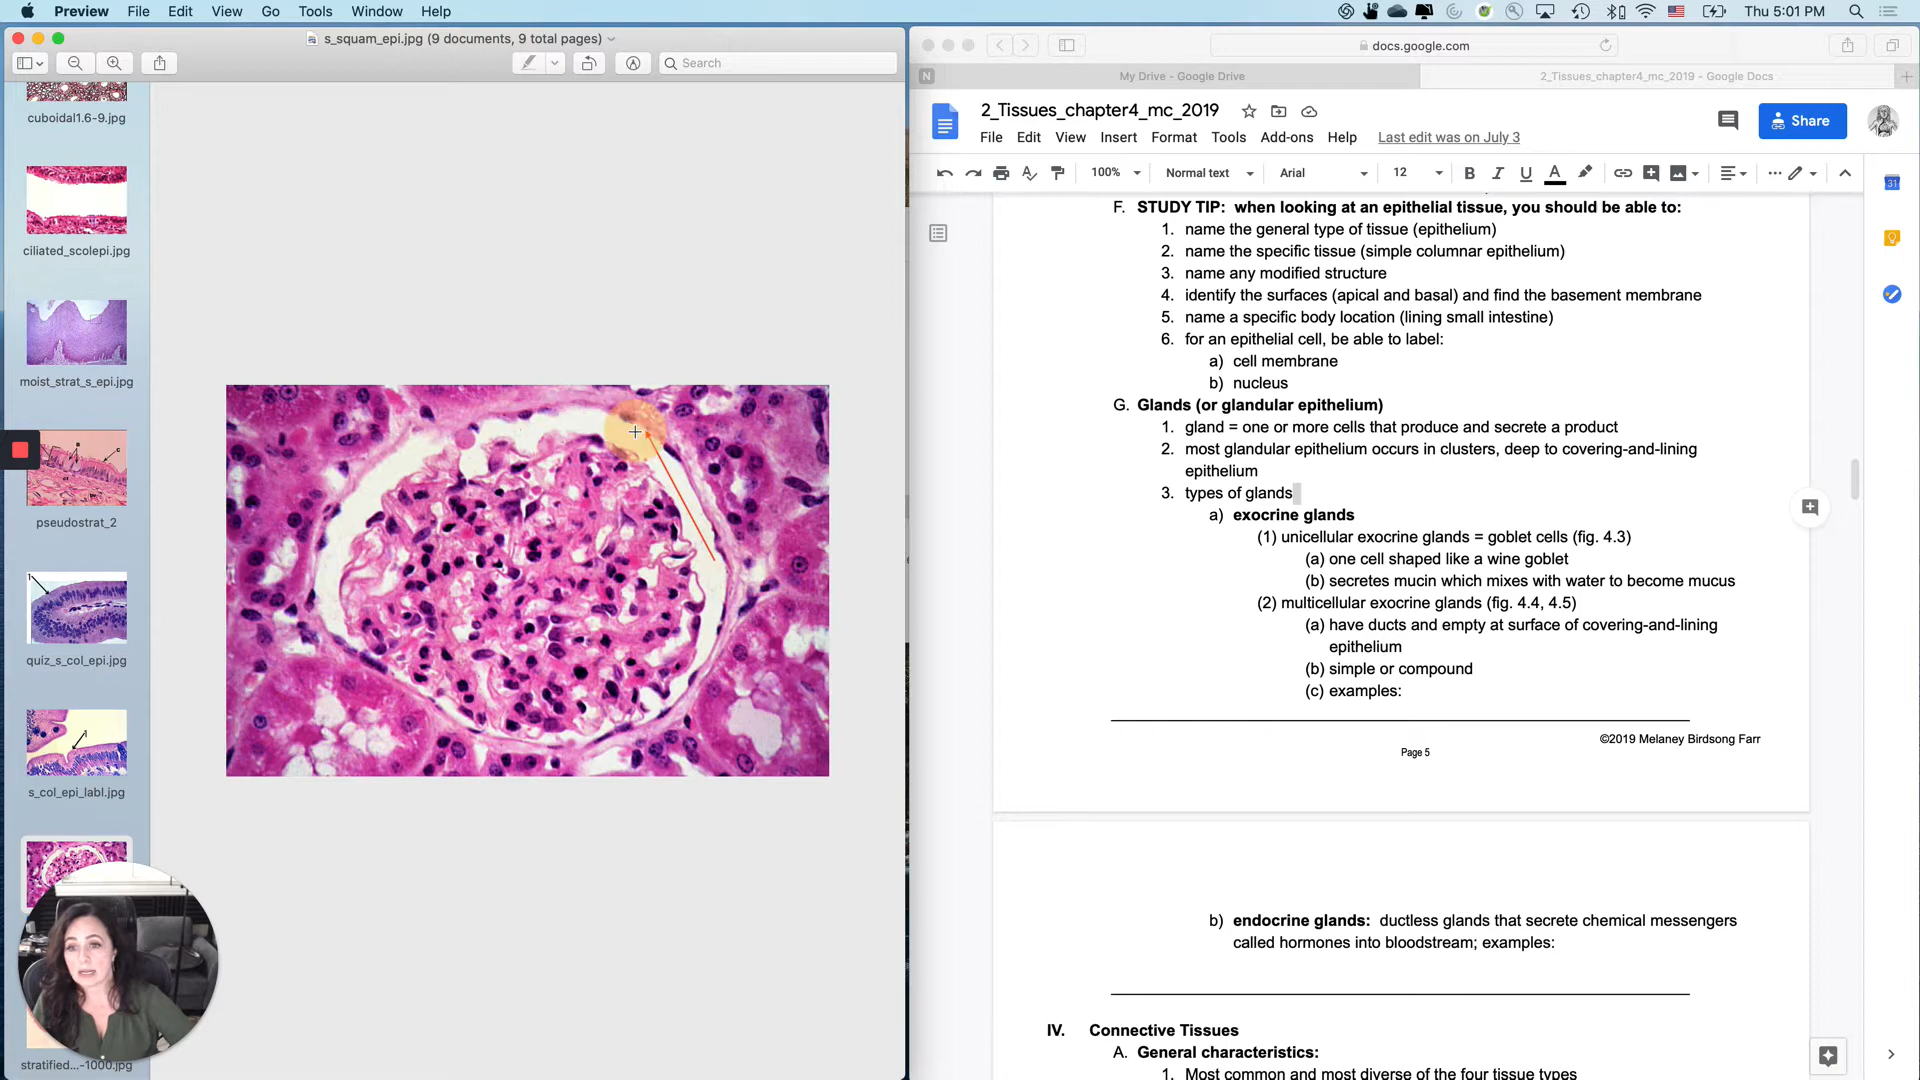 Preview File Edit View Go Tools Window Help
Thu 5:01 PM
s_squam_epi.jpg (9 documents, 9 total pages)
Search
cuboidal1.6-9.jpg
ciliated_scolepi.jpg
moist_strat_s_epi.jpg
pseudostrat_2
quiz_s_col_epi.jpg
s_col_epi_labl.jpg
stratified...-1000.jpg
docs.google.com
N
My Drive - Google Drive
2_Tissues_chapter4_mc_2019 - Google Docs
2_Tissues_chapter4_mc_2019
File Edit View Insert Format Tools Add-ons Help Last edit was on July 3
Share
100% Normal text Arial 12 B I U A
31
F. STUDY TIP: when looking at an epithelial tissue, you should be able to:
1. name the general type of tissue (epithelium)
2. name the specific tissue (simple columnar epithelium)
3. name any modified structure
4. identify the surfaces (apical and basal) and find the basement membrane
5. name a specific body location (lining small intestine)
6. for an epithelial cell, be able to label:
a) cell membrane
b) nucleus
G. Glands (or glandular epithelium)
1. gland = one or more cells that produce and secrete a product
2. most glandular epithelium occurs in clusters, deep to covering-and-lining
epithelium
3. types of glands
a) exocrine glands
(1) unicellular exocrine glands = goblet cells (fig. 4.3)
(a) one cell shaped like a wine goblet
(b) secretes mucin which mixes with water to become mucus
(2) multicellular exocrine glands (fig. 4.4, 4.5)
(a) have ducts and empty at surface of covering-and-lining
epithelium
(b) simple or compound
(c) examples:
©2019 Melaney Birdsong Farr
Page 5
b) endocrine glands: ductless glands that secrete chemical messengers
called hormones into bloodstream; examples:
IV. Connective Tissues
A. General characteristics:
1. Most common and most diverse of the four tissue types